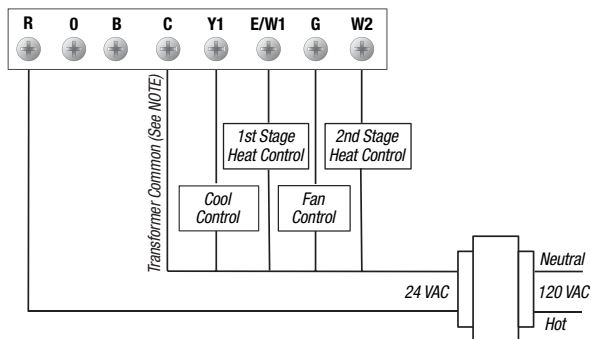 R O B C Y1 E/W1 G W2
Transformer Common (See NOTE)
1st Stage
Heat Control
2nd Stage
Heat Control
Cool
Control
Fan
Control
Neutral
24 VAC
120 VAC
Hot